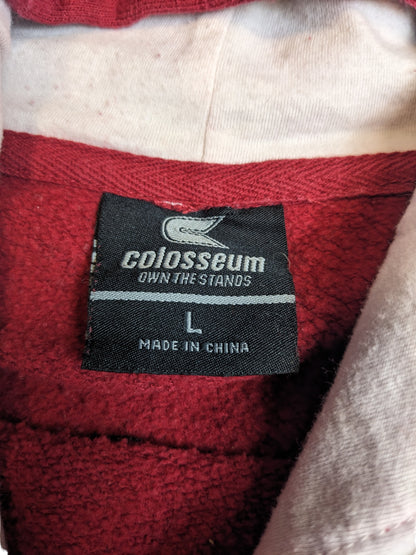 colosseum
OWN THE STANDS
L
MADE IN CHINA